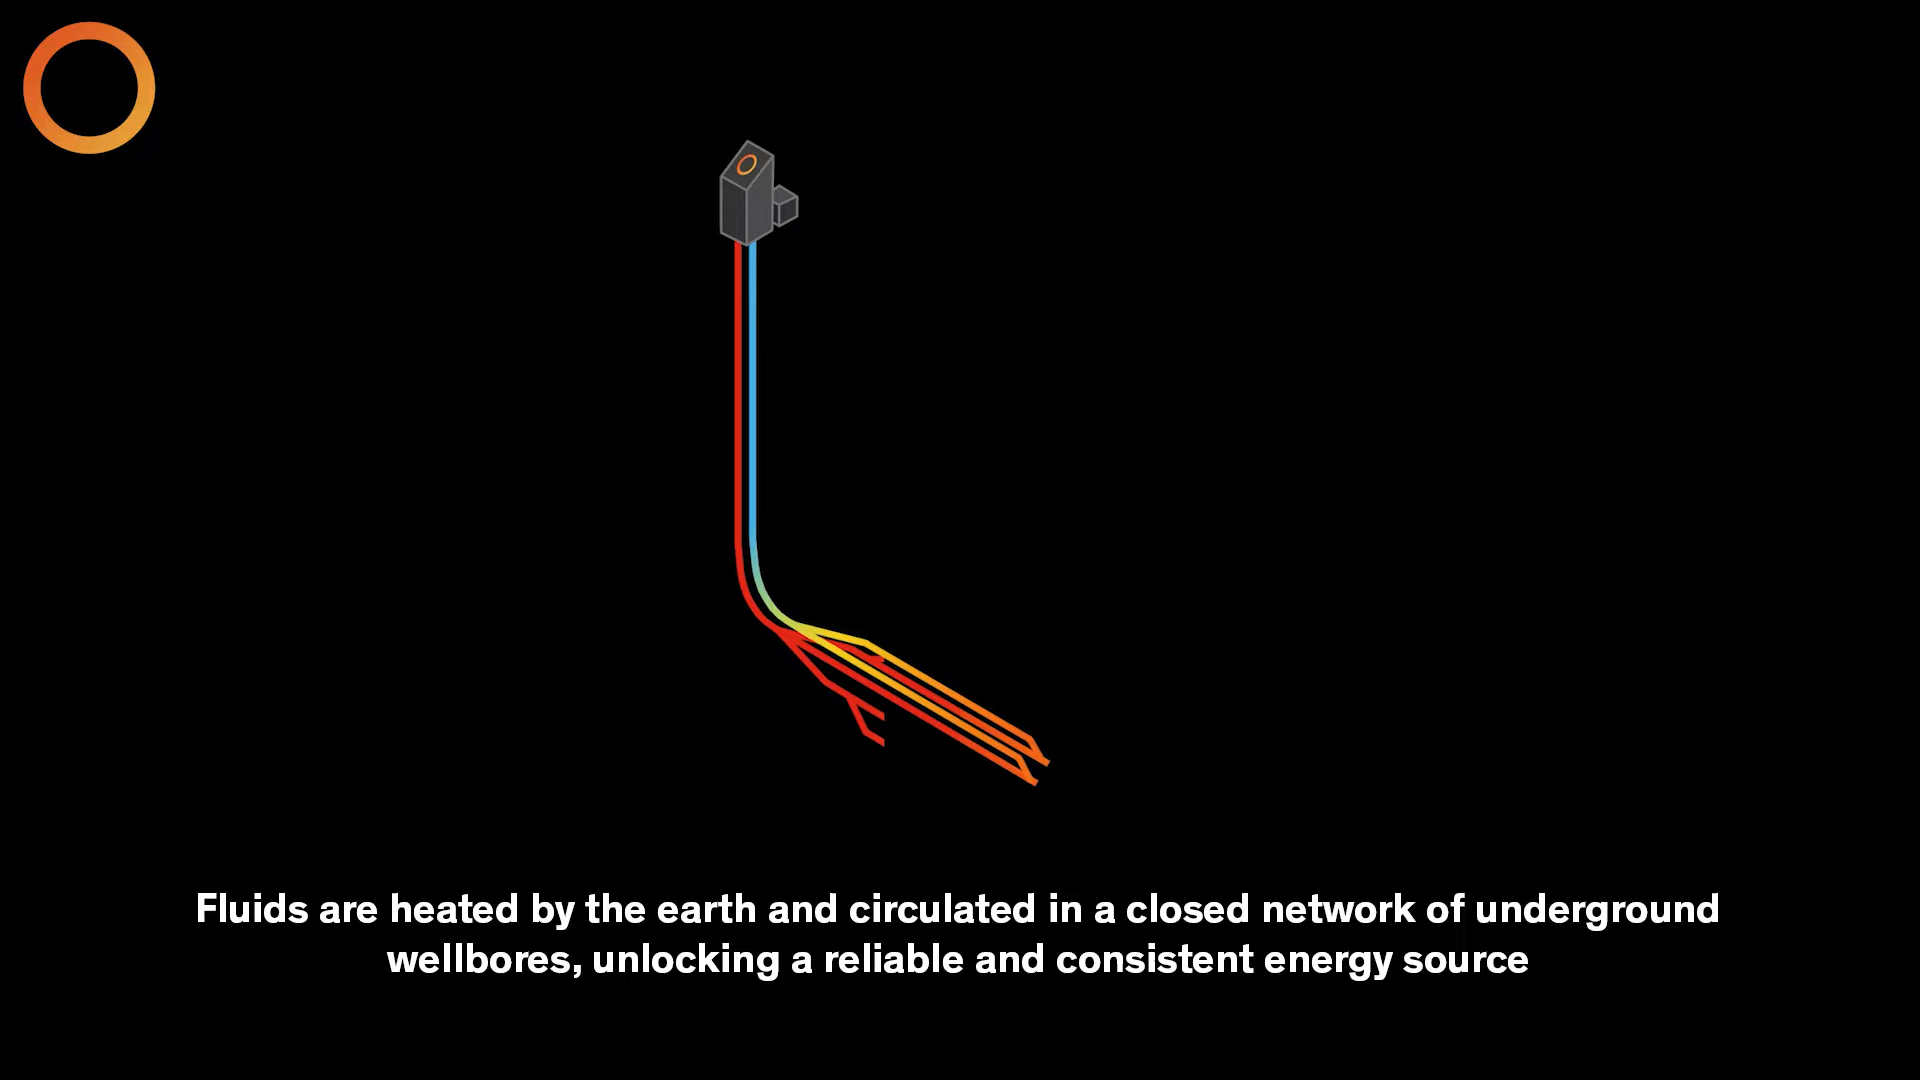 Fluids are heated by the earth and circulated in a closed network of underground
wellbores, unlocking a reliable and consistent energy source